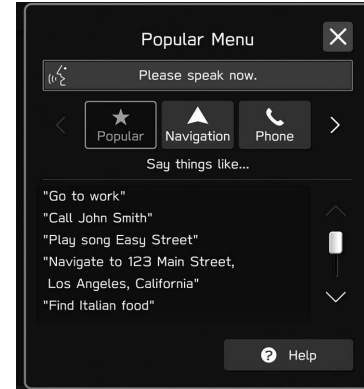 Popular Menu
Please speak now.
Popular
Navigation
Phone
Say things like...
"Go to work"
"Call John Smith"
"Play song Easy Street"
"Navigate to 123 Main Street,
Los Angeles, California"
"Find Italian food"
? Help